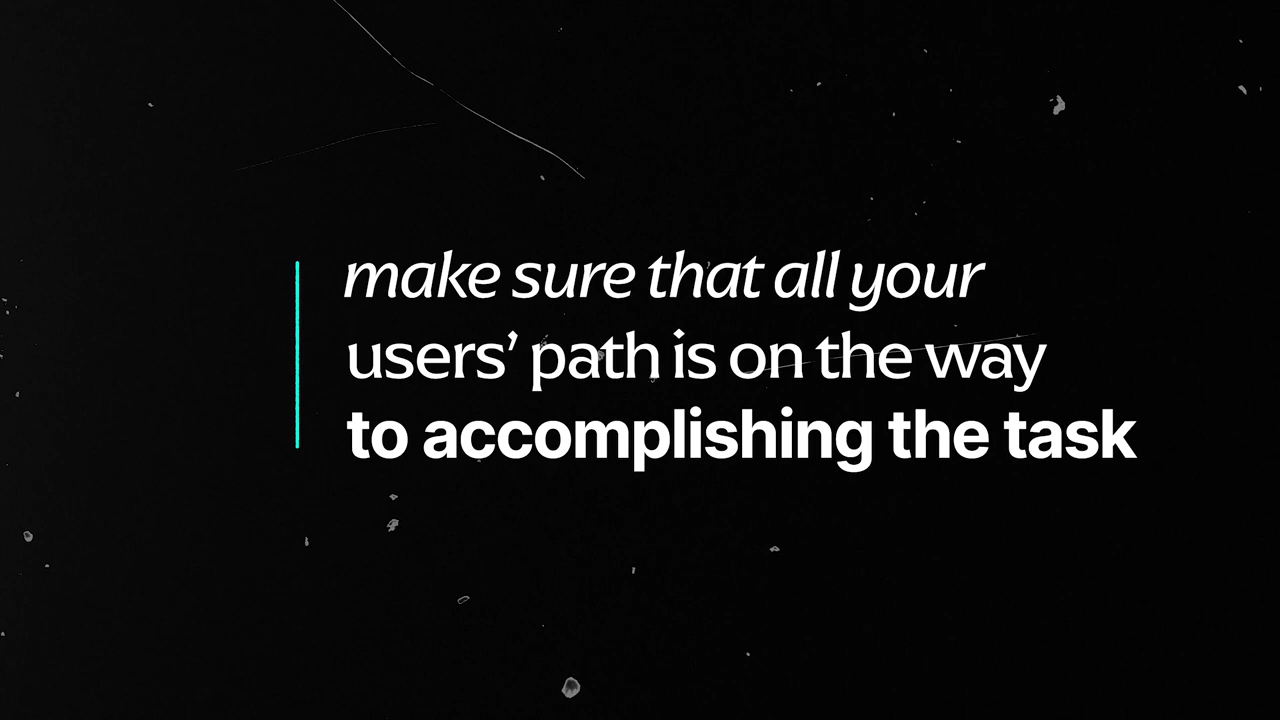 make sure that all your
users’ path is on the way
to accomplishing the task